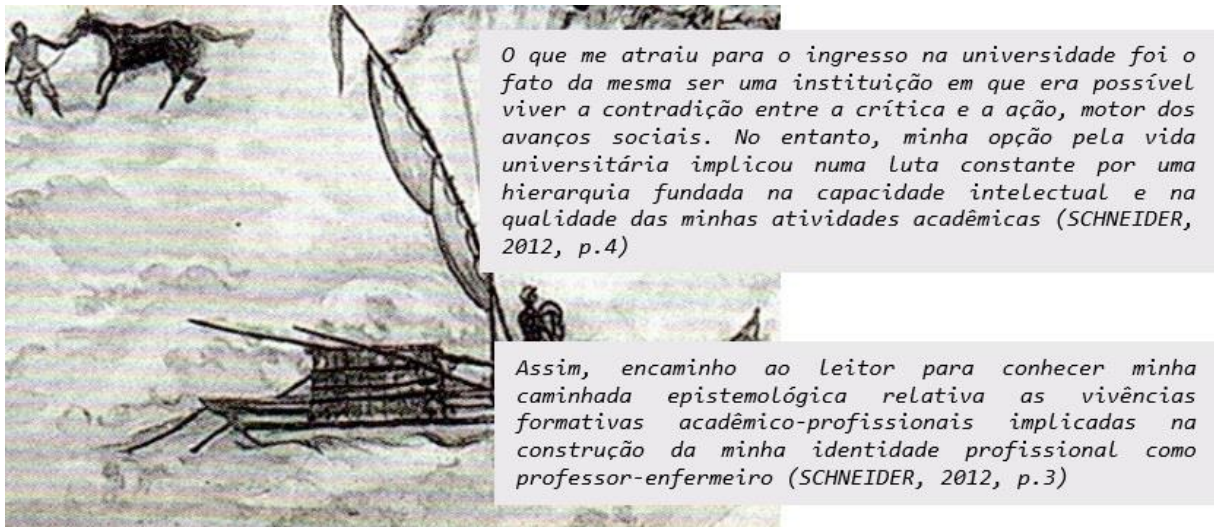 O que me atraiu para o ingresso na universidade foi o
fato da mesma ser uma instituição em que era possível
viver a contradição entre a crítica e a ação, motor dos
avanços sociais. No entanto, minha opção pela vida
universitária implicou numa luta constante por uma
hierarquia fundada na capacidade intelectual e na
qualidade das minhas atividades acadêmicas (SCHNEIDER,
2012, p.4)
Assim, encaminho ao leitor para conhecer minha
caminhada epistemológica relativa as vivências
formativas acadêmico-profissionais implicadas na
construção da minha identidade profissional como
professor-enfermeiro (SCHNEIDER, 2012, p.3)